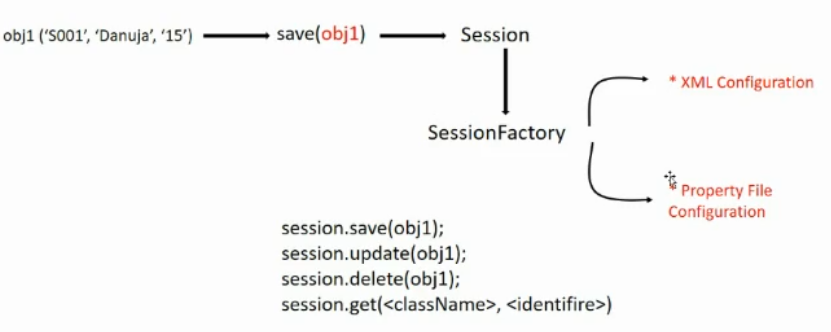 obj1 ('S001', 'Danuja', '15')
save(obj1)
Session
* XML Configuration
SessionFactory
* Property File
Configuration
session.save(obj1);
session.update(obj1);
session.delete(obj1);
session.get(<className>, <identifire>)